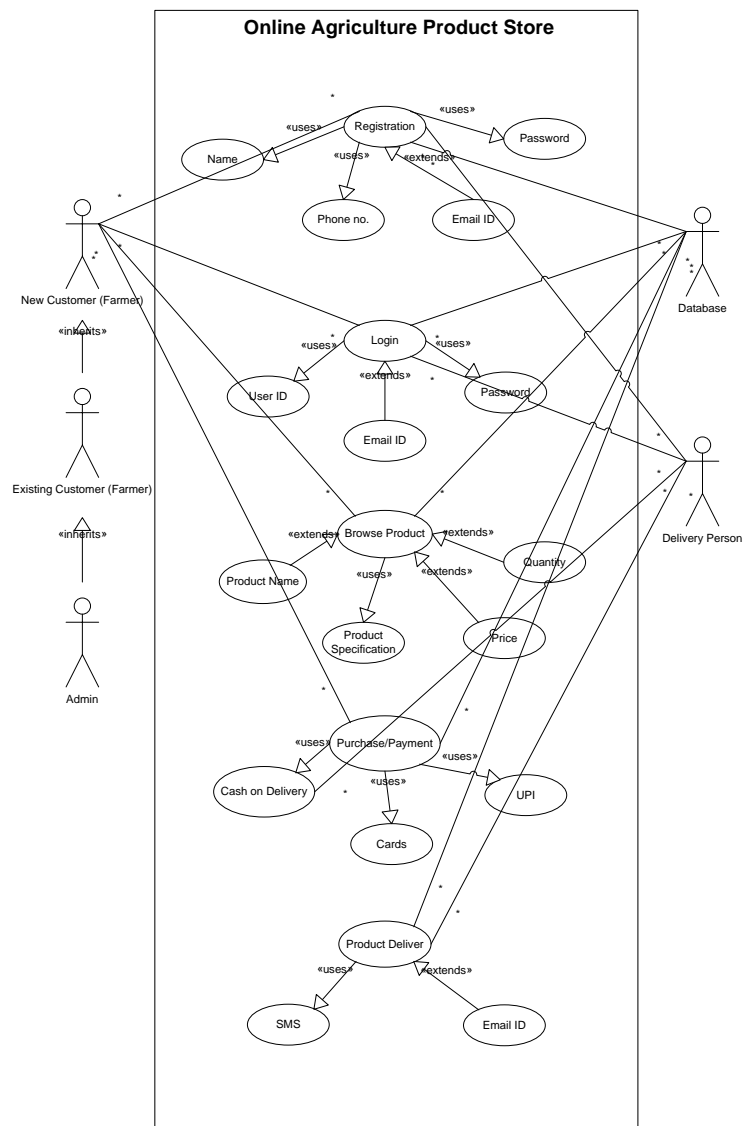 Online Agriculture Product Store
*
«uses»
Registration
«uses»
Password
Name
«uses»
«extends»
*
*
*
Phone no.
Email ID
*
*
*
*
*
*
*
*
*
New Customer (Farmer)
Database
«inherits»
*
Login
«uses»
«uses»
*
«extends»
User ID
Password
Email ID
*
*
*
*
Existing Customer (Farmer)
*
*
Delivery Person
«inherits»
«extends»
Browse Product
«extends»
Quantity
Product Name
«uses»
«extends»
Product
Specification
Price
Admin
*
*
«uses»
Purchase/Payment
«uses»
«uses»
Cash on Delivery
*
UPI
Cards
*
*
Product Deliver
«uses»
«extends»
SMS
Email ID